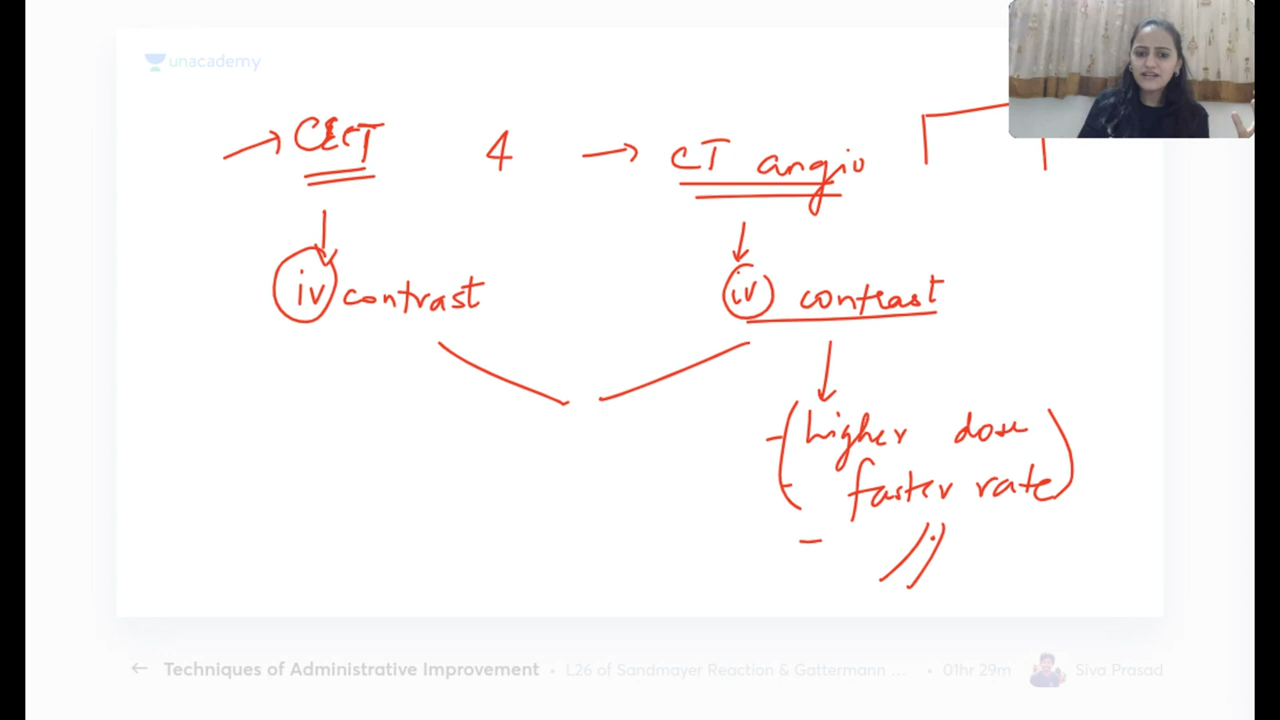 unacademy
→ CECT 4 → CT angio
↓ ↓
iv contrast iv contrast
↓
- higher dose
- faster rate
-
← Techniques of Administrative Improvement • L26 of Sandmayer Reaction & Gattermann ... • 01hr 29m Siva Prasad